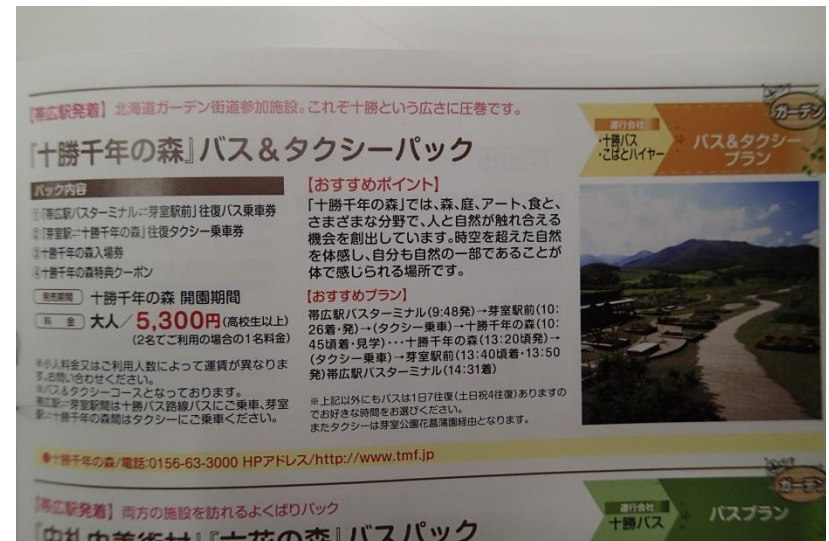 【帯広駅発着】北海道ガーデン街道参加施設。これぞ十勝という広さに圧巻です。
『十勝千年の森』バス&タクシーパック
運行会社
・十勝バス
・こばとハイヤー
ガーデン
バス&タクシー
プラン
パック内容
①「帯広駅バスターミナル⇄芽室駅前」往復バス乗車券
②「芽室駅⇄十勝千年の森」往復タクシー乗車券
③十勝千年の森入場券
④十勝千年の森特典クーポン
発売期間 十勝千年の森 開園期間
料 金 大人/5,300円(高校生以上)
(2名でご利用の場合の1名料金)
※小人料金又はご利用人数によって運賃が異なりま
す。お問い合わせください。
※バス&タクシーコースとなっております。
帯広駅⇄芽室駅間は十勝バス路線バスにご乗車、芽室
駅⇄十勝千年の森間はタクシーにご乗車ください。
【おすすめポイント】
「十勝千年の森」では、森、庭、アート、食と、
さまざまな分野で、人と自然が触れ合える
機会を創出しています。時空を超えた自然
を体感し、自分も自然の一部であることが
体で感じられる場所です。
【おすすめプラン】
帯広駅バスターミナル(9:48発)→芽室駅前(10:
26着・発)→(タクシー乗車)→十勝千年の森(10:
45頃着・見学)・・・十勝千年の森(13:20頃発)→
(タクシー乗車)→芽室駅前(13:40頃着・13:50
発)帯広駅バスターミナル(14:31着)
※上記以外にもバスは1日7往復(土日祝4往復)ありますの
でお好きな時間をお選びください。
またタクシーは芽室公園花菖蒲園経由となります。
●十勝千年の森/電話:0156-63-3000 HPアドレス/http://www.tmf.jp
【帯広駅発着】両方の施設を訪れるよくばりパック
『中札内美術村』『六花の森』バスパック
運行会社
十勝バス
バスプラン
ガーデン